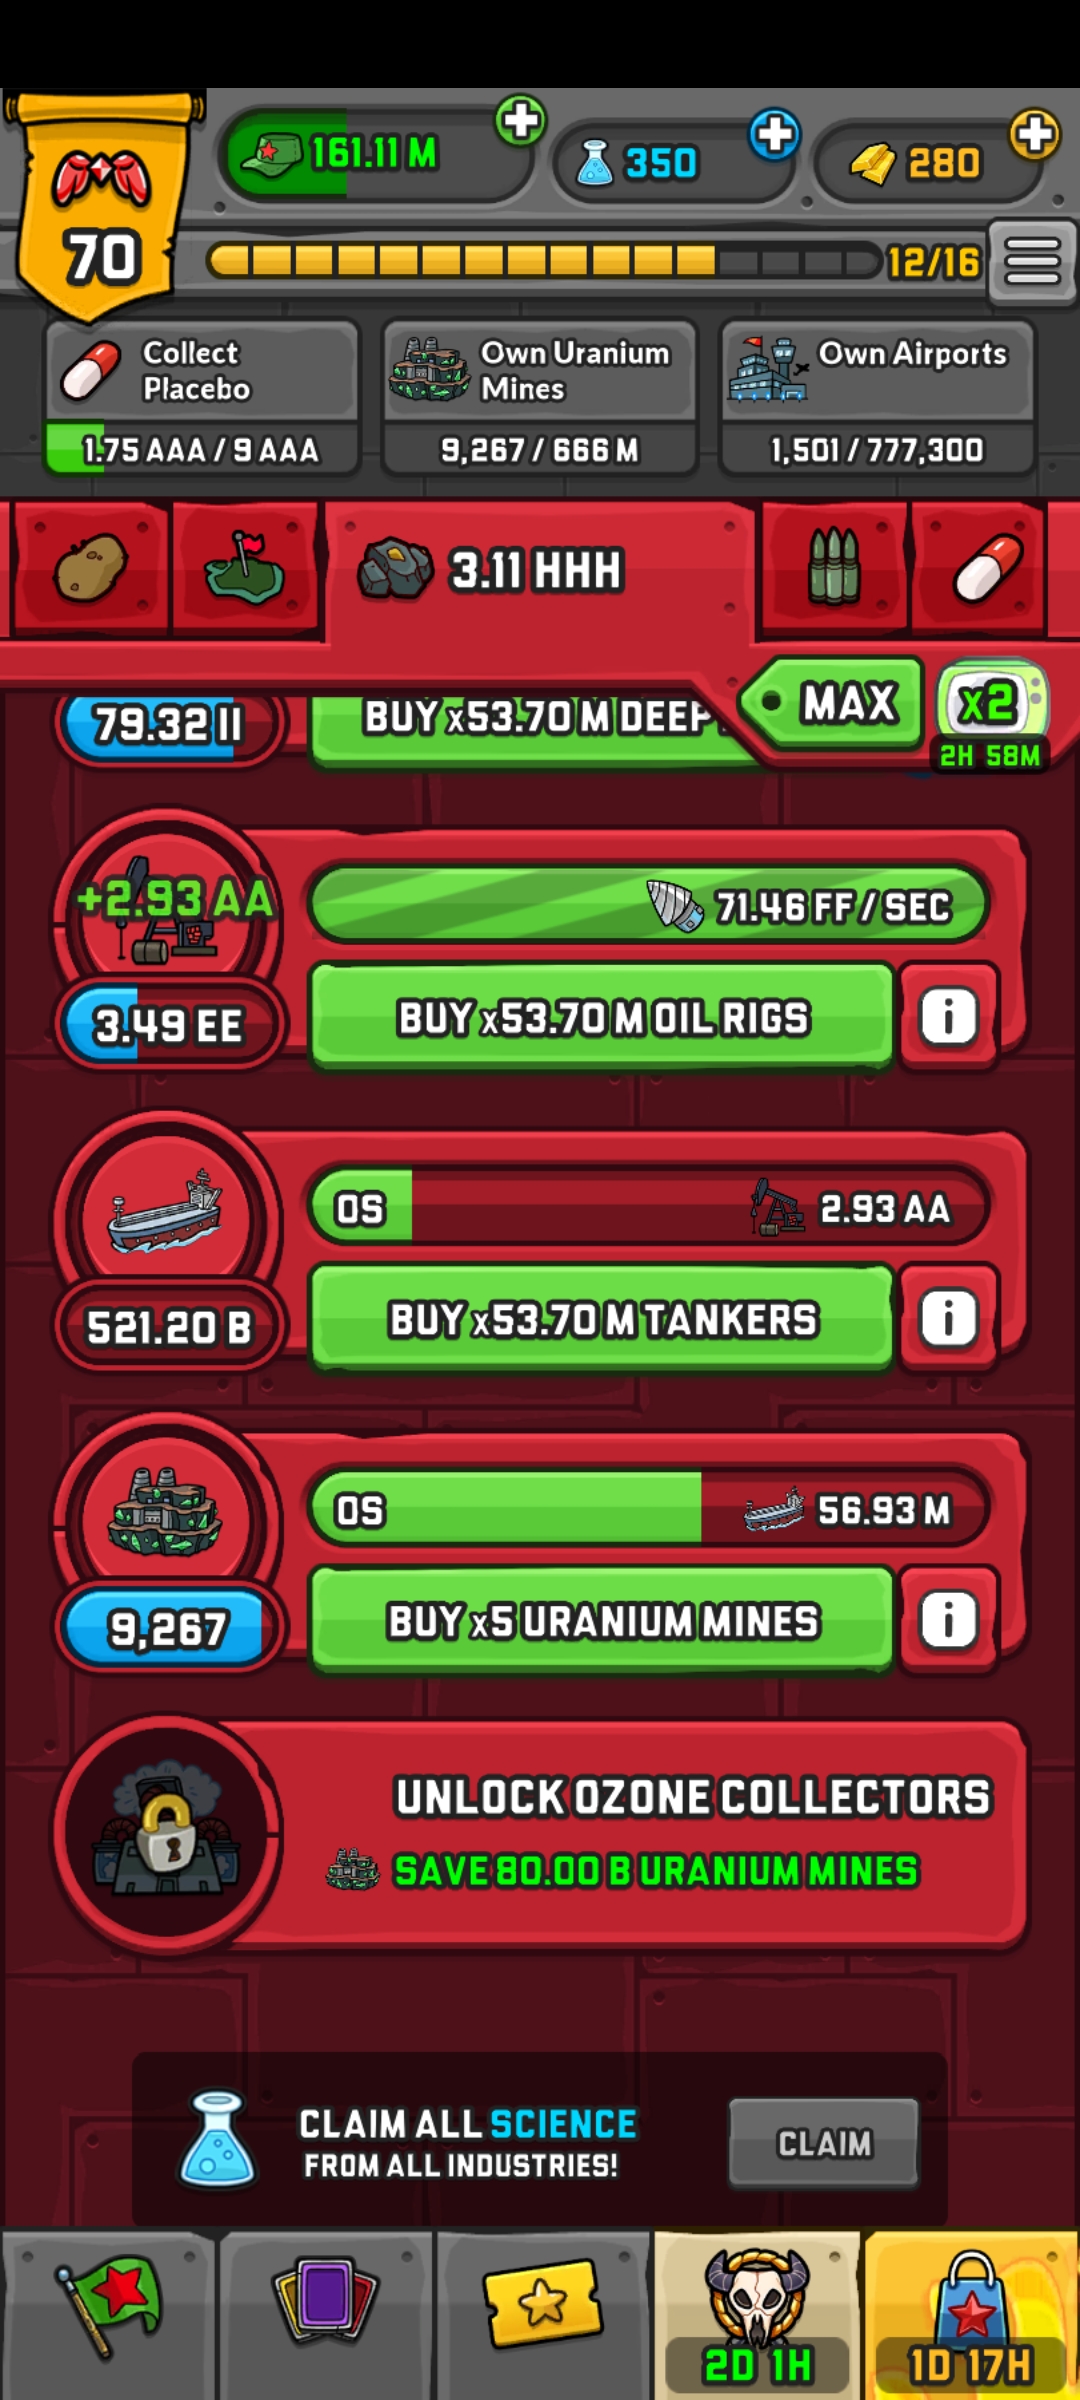 161.11 M
350
280
70
12/16
Collect
Placebo
Own Uranium
Mines
Own Airports
1.75 AAA / 9 AAA
9,267 / 666 M
1,501 / 777,300
3.11 HHH
79.32 II
BUY x53.70 M DEEP
MAX
x2
2H 58M
+2.93 AA
71.46 FF / SEC
3.49 EE
BUY x53.70 M OIL RIGS
i
0S
2.93 AA
521.20 B
BUY x53.70 M TANKERS
i
0S
56.93 M
9,267
BUY x5 URANIUM MINES
i
UNLOCK OZONE COLLECTORS
SAVE 80.00 B URANIUM MINES
CLAIM ALL SCIENCE
FROM ALL INDUSTRIES!
CLAIM
2D 1H
1D 17H